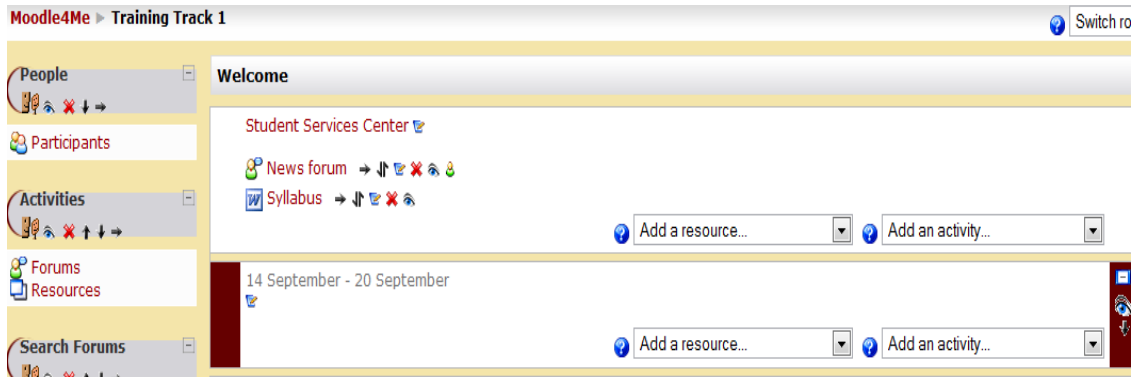 Moodle4Me ▶ Training Track 1
Switch ro
People
Participants
Activities
Forums
Resources
Search Forums
Welcome
Student Services Center
News forum
Syllabus
Add a resource...
Add an activity...
14 September - 20 September
Add a resource...
Add an activity...